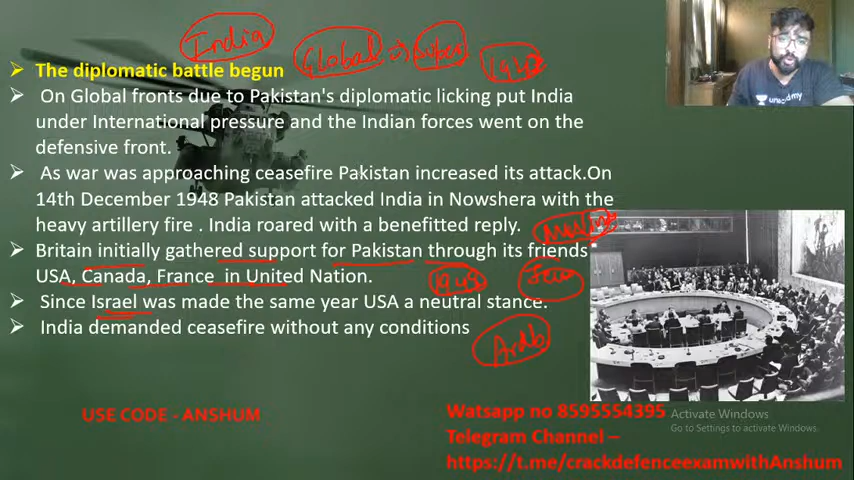 India
Global
1948
The diplomatic battle begun
On Global fronts due to Pakistan's diplomatic licking put India
under International pressure and the Indian forces went on the
defensive front.
As war was approaching ceasefire Pakistan increased its attack.On
14th December 1948 Pakistan attacked India in Nowshera with the
heavy artillery fire . India roared with a benefitted reply.
Britain initially gathered support for Pakistan through its friends
USA, Canada, France in United Nation.
1948
Since Israel was made the same year USA a neutral stance.
India demanded ceasefire without any conditions
Arab
unacademy
USE CODE - ANSHUM
Watsapp no 8595554395
Telegram Channel –
https://t.me/crackdefenceexamwithAnshum
Activate Windows
Go to Settings to activate Windows.